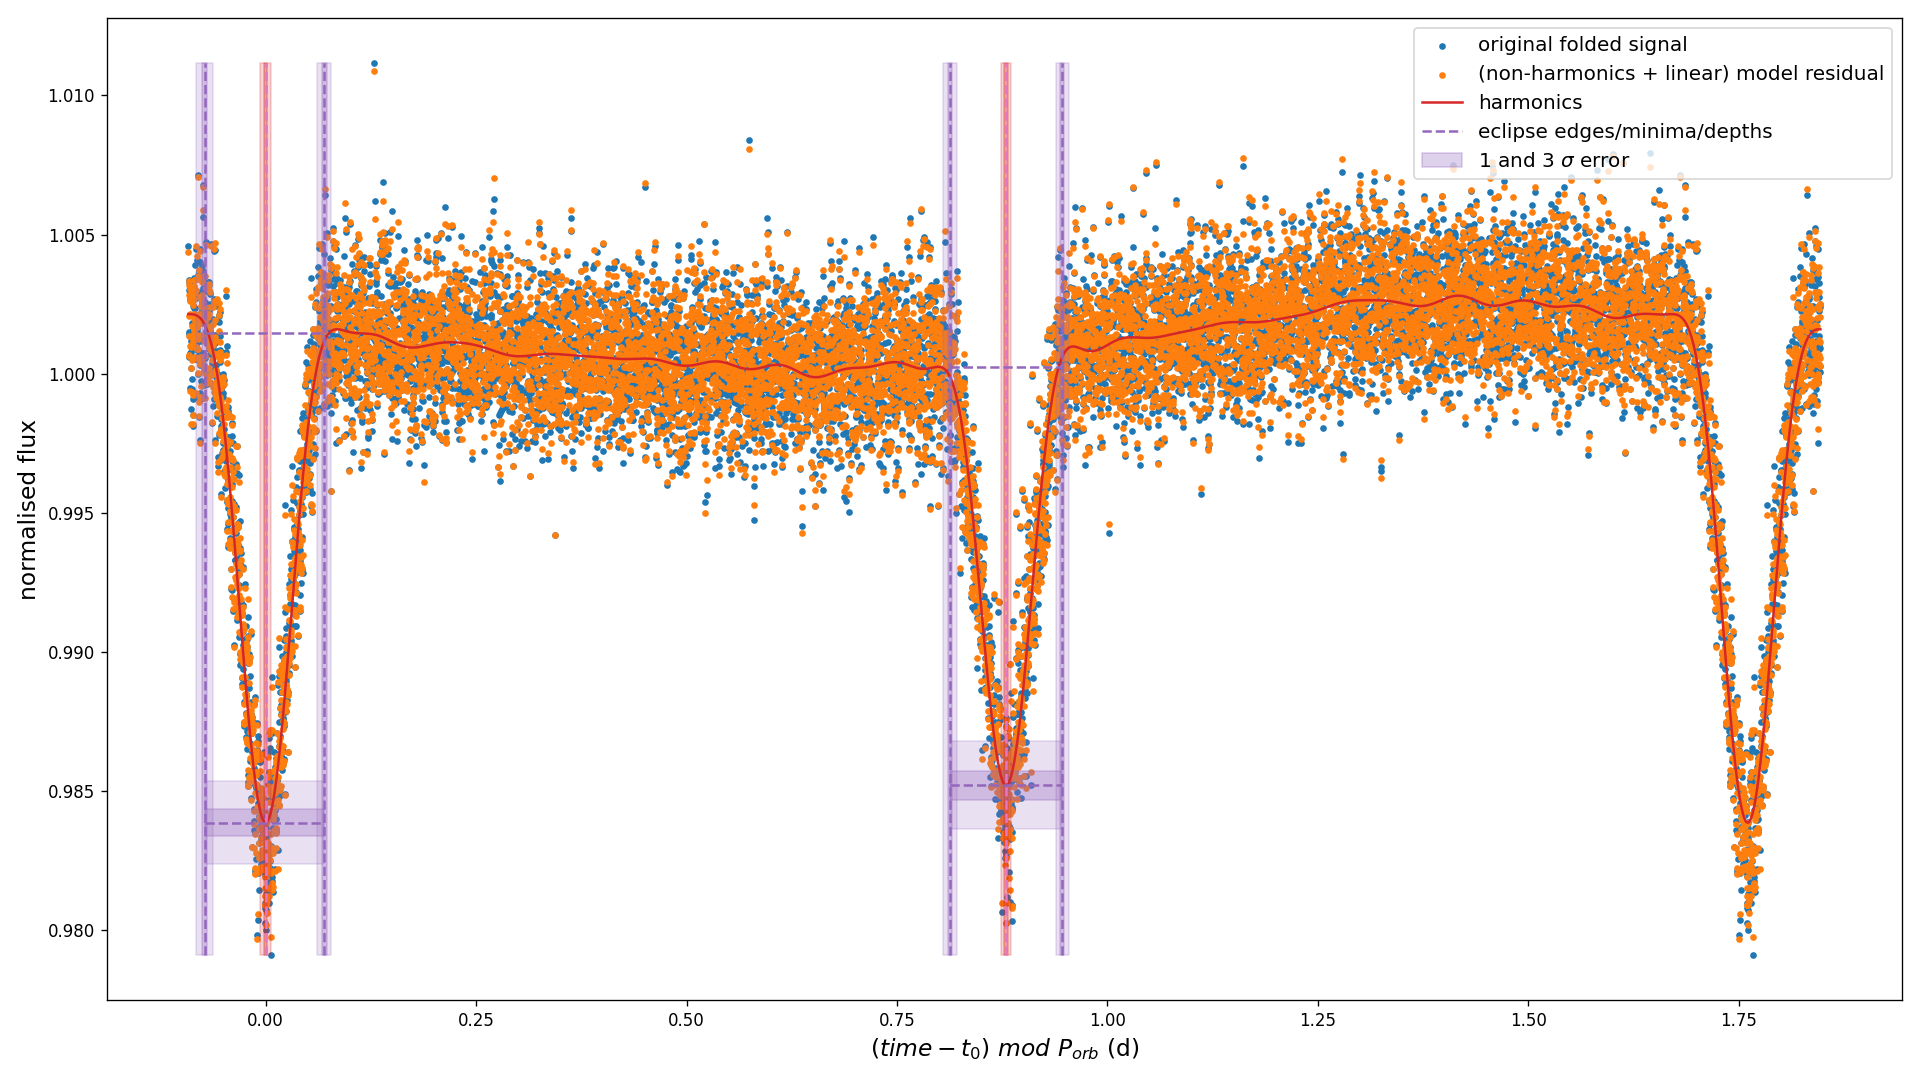 original folded signal
(non-harmonics + linear) model residual
harmonics
eclipse edges/minima/depths
1 and 3 σ error
normalised flux
1.010
1.005
1.000
0.995
0.990
0.985
0.980
0.00 0.25 0.50 0.75 1.00 1.25 1.50 1.75
(time − t₀) mod Pₒᵣb (d)